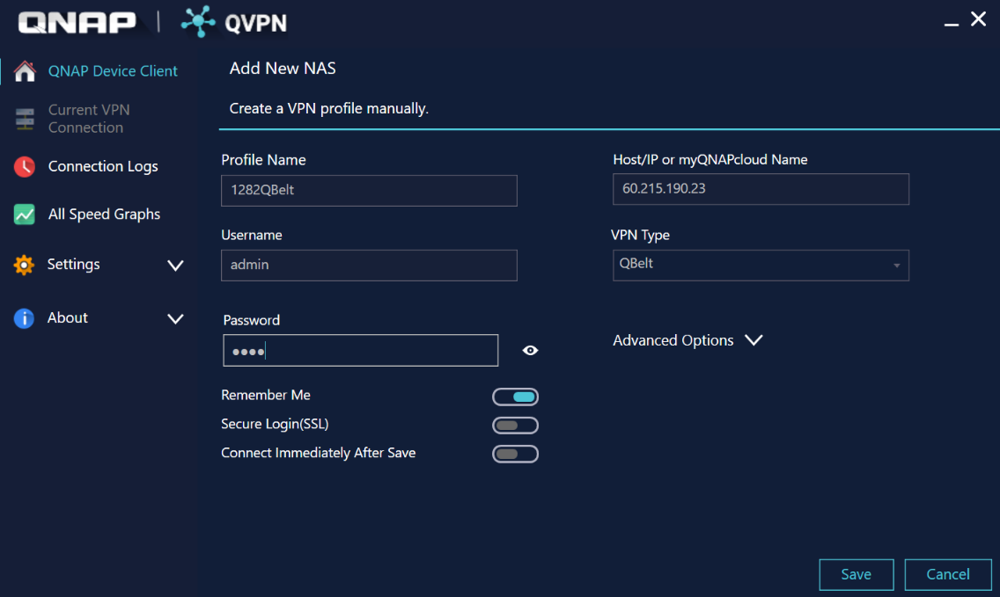 QNAP | QVPN
QNAP Device Client
Current VPN
Connection
Connection Logs
All Speed Graphs
Settings
About
Add New NAS
Create a VPN profile manually.
Profile Name
1282QBelt
Host/IP or myQNAPcloud Name
60.215.190.23
Username
admin
VPN Type
QBelt
Password
●●●●
Advanced Options
Remember Me
Secure Login(SSL)
Connect Immediately After Save
Save
Cancel